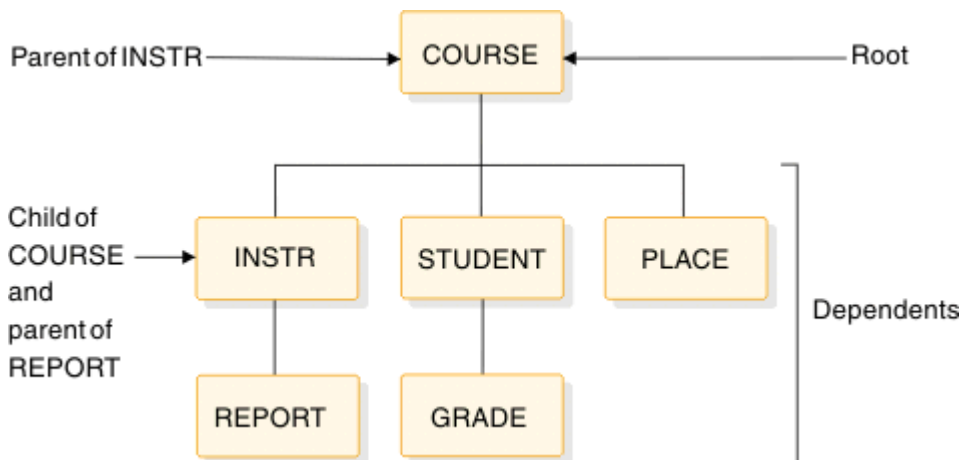 Parent of INSTR
COURSE
Root
Child of
COURSE
and
parent of
REPORT
INSTR
STUDENT
PLACE
Dependents
REPORT
GRADE